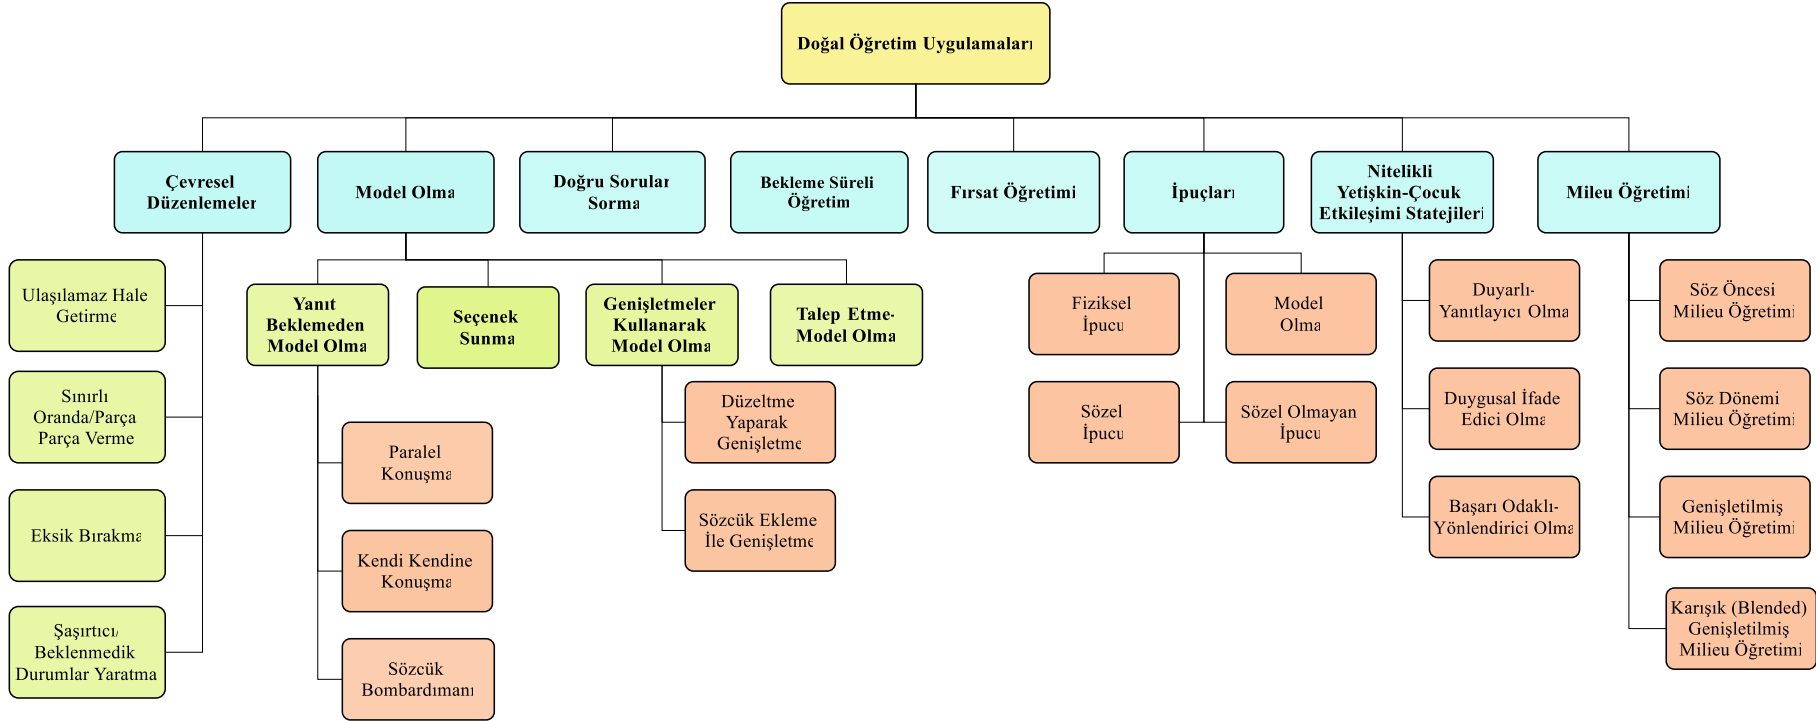 Doğal Öğretim Uygulamaları
Çevresel
Düzenlemeler
Model Olma
Doğru Sorular
Sorma
Bekleme Süreli
Öğretim
Fırsat Öğretimi
İpuçları
Nitelikli
Yetişkin-Çocuk
Etkileşimi Statejileri
Mileu Öğretimi
Ulaşılamaz Hale
Getirme
Sınırlı
Oranda/Parça
Parça Verme
Eksik Bırakma
Şaşırtıcı/
Beklenmedik
Durumlar Yaratma
Yanıt
Beklemeden
Model Olma
Seçenek
Sunma
Genişletmeler
Kullanarak
Model Olma
Talep Etme-
Model Olma
Paralel
Konuşma
Kendi Kendine
Konuşma
Sözcük
Bombardımanı
Düzeltme
Yaparak
Genişletme
Sözcük Ekleme
İle Genişletme
Fiziksel
İpucu
Model
Olma
Sözel
İpucu
Sözel Olmayan
İpucu
Duyarlı-
Yanıtlayıcı Olma
Duygusal İfade
Edici Olma
Başarı Odaklı-
Yönlendirici Olma
Söz Öncesi
Milieu Öğretimi
Söz Dönemi
Milieu Öğretimi
Genişletilmiş
Milieu Öğretimi
Karışık (Blended)
Genişletilmiş
Milieu Öğretimi